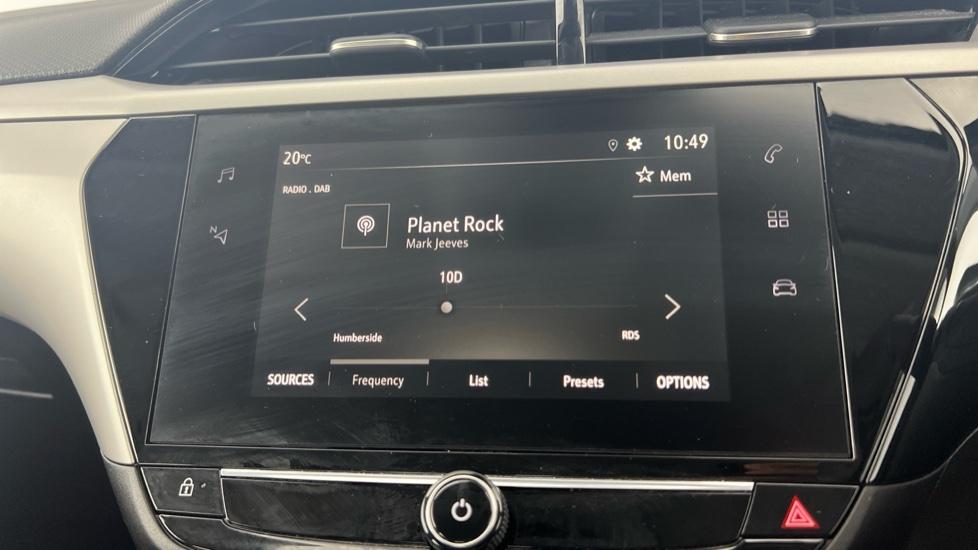 20°C 10:49
RADIO . DAB
Mem
Planet Rock
Mark Jeeves
N
10D
Humberside RDS
SOURCES Frequency List Presets OPTIONS